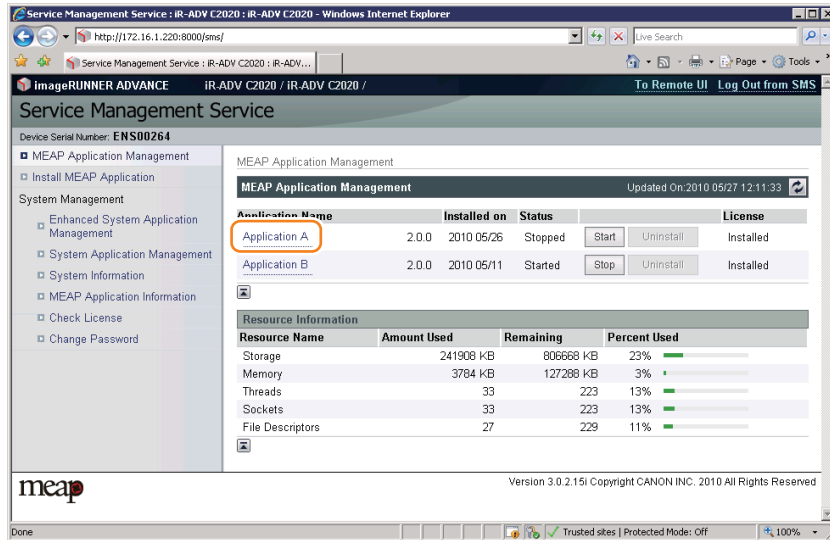 Service Management Service : iR-ADV C2020 : iR-ADV C2020 - Windows Internet Explorer
http://172.16.1.220:8000/sms/
Live Search
Service Management Service : iR-ADV C2020 : iR-ADV...
Page
Tools
imageRUNNER ADVANCE iR-ADV C2020 / iR-ADV C2020 / To Remote UI Log Out from SMS
Service Management Service
Device Serial Number: ENS00264
MEAP Application Management
Install MEAP Application
System Management
Enhanced System Application
Management
System Application Management
System Information
MEAP Application Information
Check License
Change Password
MEAP Application Management
MEAP Application Management Updated On:2010 05/27 12:11:33
Application Name Installed on Status License
Application A 2.0.0 2010 05/26 Stopped Start Uninstall Installed
Application B 2.0.0 2010 05/11 Started Stop Uninstall Installed
Resource Information
Resource Name Amount Used Remaining Percent Used
Storage 241908 KB 806668 KB 23%
Memory 3784 KB 127288 KB 3%
Threads 33 223 13%
Sockets 33 223 13%
File Descriptors 27 229 11%
meap
Version 3.0.2.15i Copyright CANON INC. 2010 All Rights Reserved
Done Trusted sites | Protected Mode: Off 100%